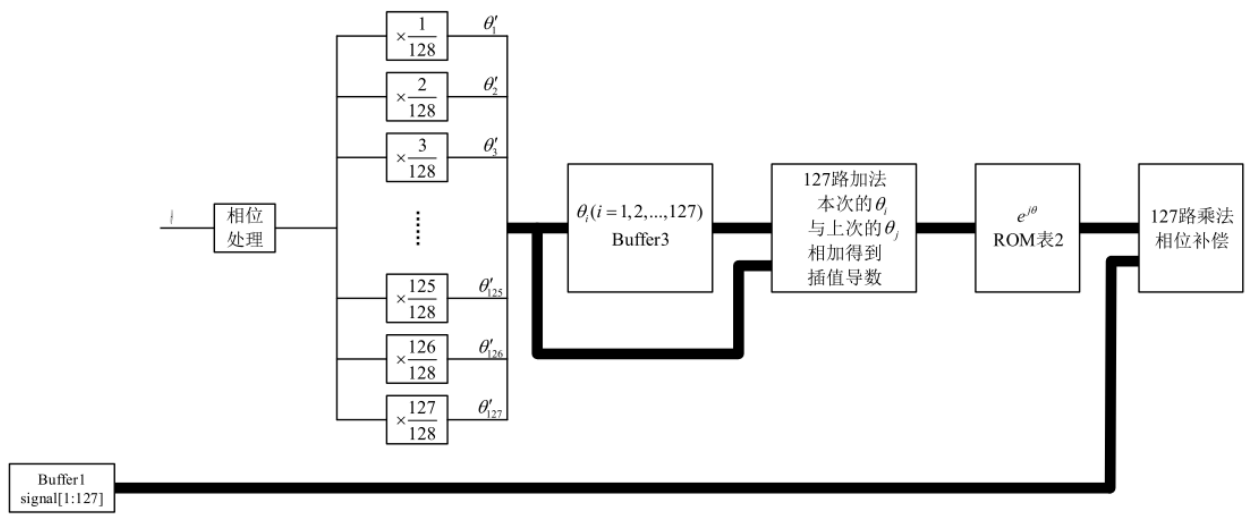 × 1/128 θ′₁
× 2/128 θ′₂
× 3/128 θ′₃
相位
处理
......
× 125/128 θ′₁₂₅
× 126/128 θ′₁₂₆
× 127/128 θ′₁₂₇
θᵢ(i = 1,2,...,127)
Buffer3
127路加法
本次的θᵢ
与上次的θⱼ
相加得到
插值导数
e^{jθ}
ROM表2
127路乘法
相位补偿
Buffer1
signal[1:127]